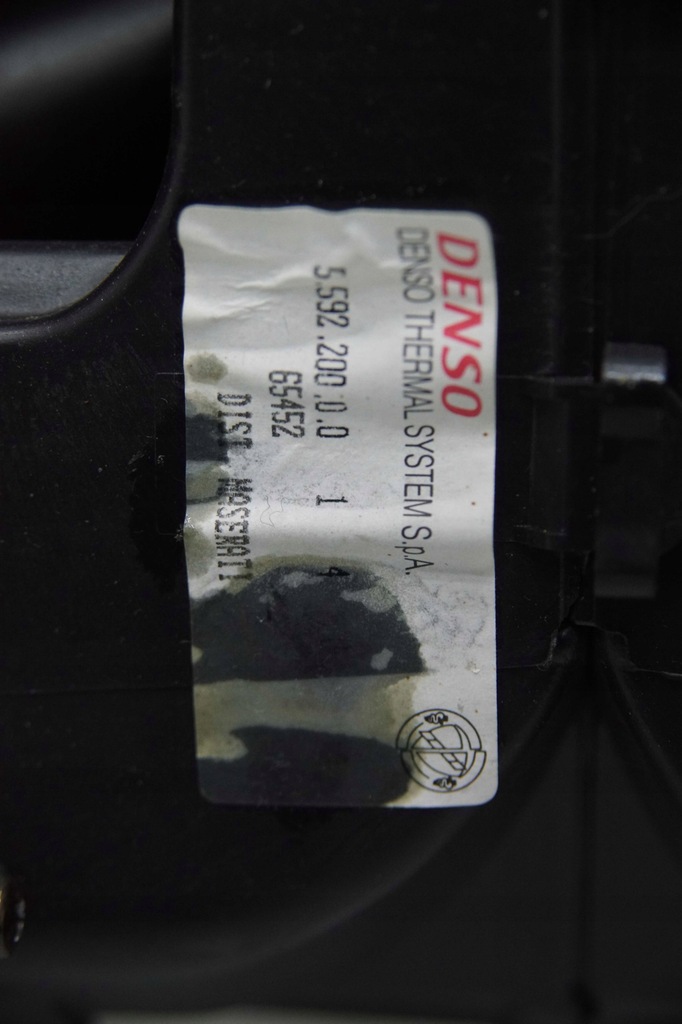 DENSO
DENSO THERMAL SYSTEM S.p.A.
5.592.200.0.0 1 4
65452
DIST. MASERATI